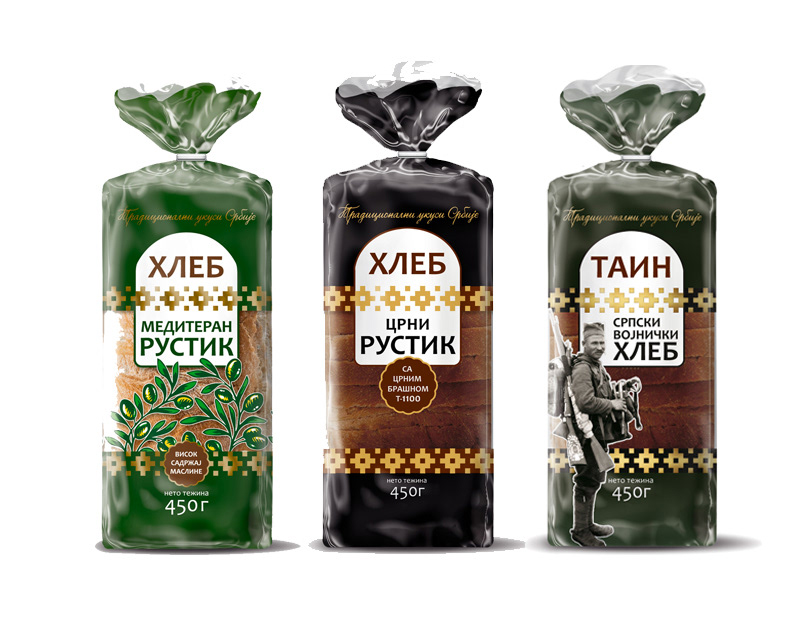 Традиционални укуси Србије
ХЛЕБ
МЕДИТЕРАН
РУСТИК
ВИСОК
САДРЖАЈ
МАСЛИНЕ
нето тежина
450г
Традиционални укуси Србије
ХЛЕБ
ЦРНИ
РУСТИК
СА
ЦРНИМ
БРАШНОМ
Т-1100
нето тежина
450г
Традиционални укуси Србије
ТАИН
СРПСКИ
ВОЈНИЧКИ
ХЛЕБ
нето тежина
450г